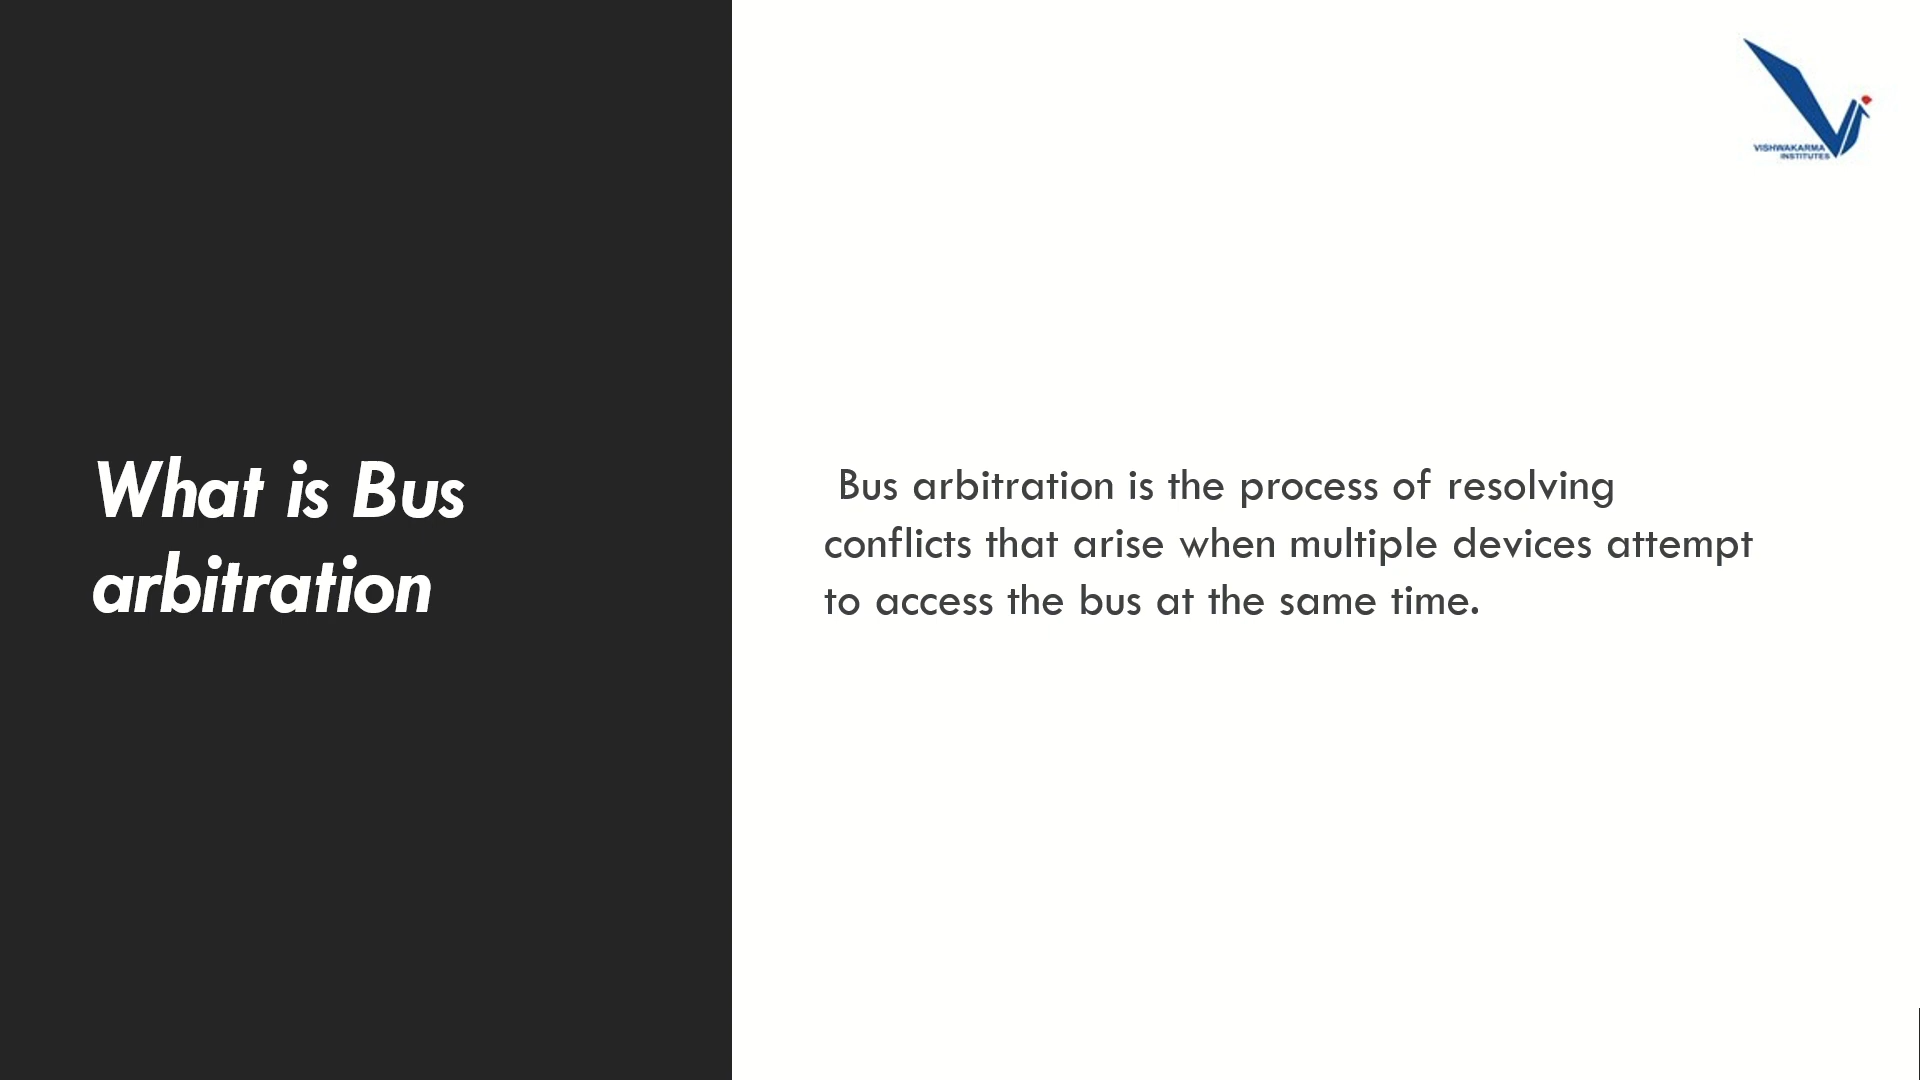 VISHWAKARMA
INSTITUTES
What is Bus
arbitration
Bus arbitration is the process of resolving
conflicts that arise when multiple devices attempt
to access the bus at the same time.